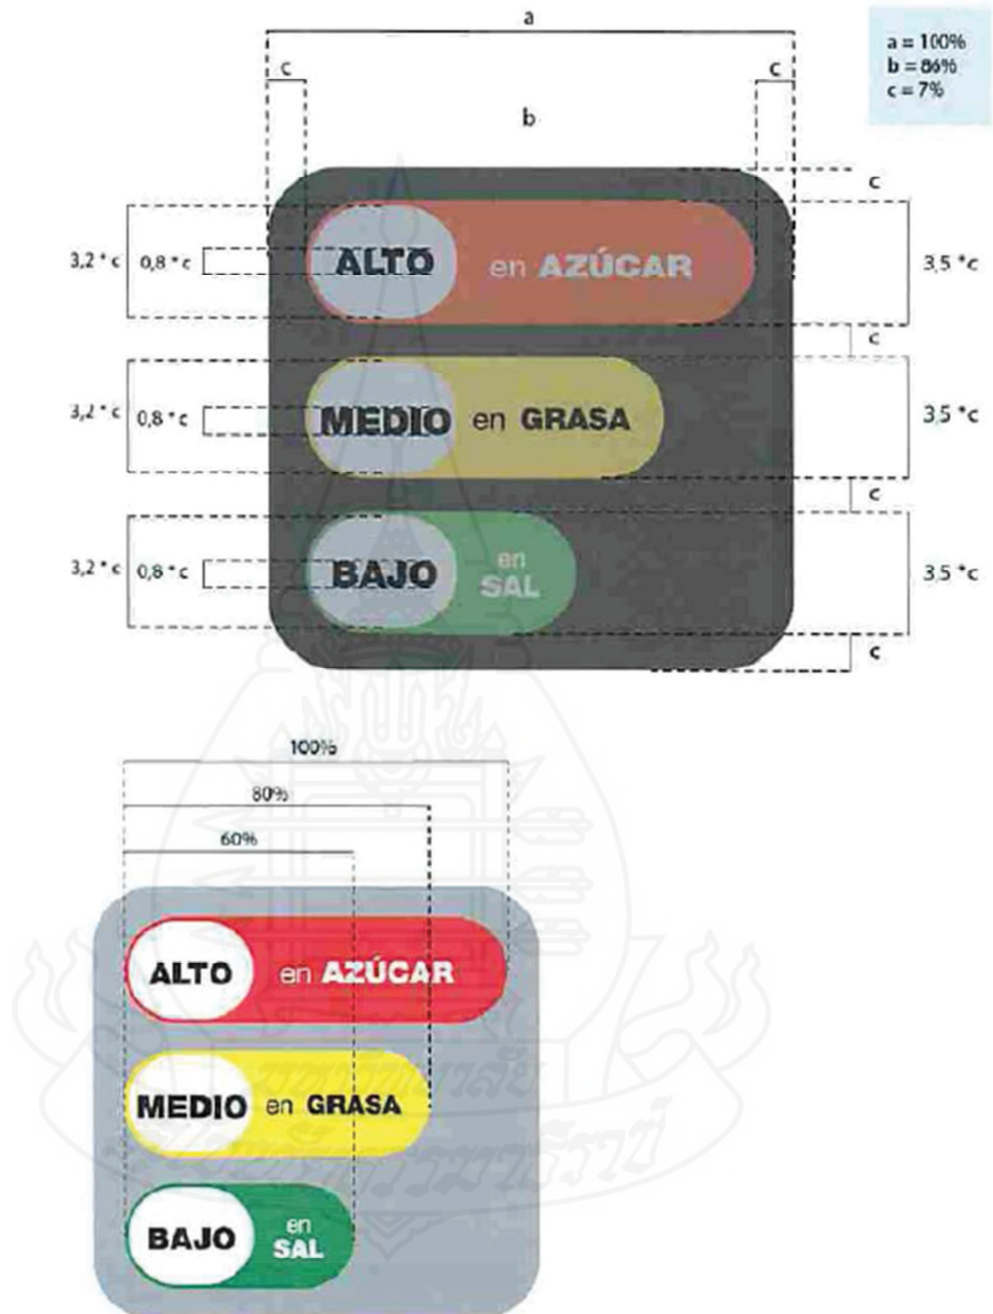 a
a = 100%
b = 86%
c = 7%
c
c
b
c
3,2 * c
0,8 * c
ALTO
en AZÚCAR
3,5 *c
c
3,2 * c
0,8 * c
MEDIO
en GRASA
3,5 *c
c
3,2 * c
0,8 * c
BAJO
en
SAL
3,5 *c
c
100%
80%
60%
ALTO
en AZÚCAR
MEDIO
en GRASA
BAJO
en
SAL